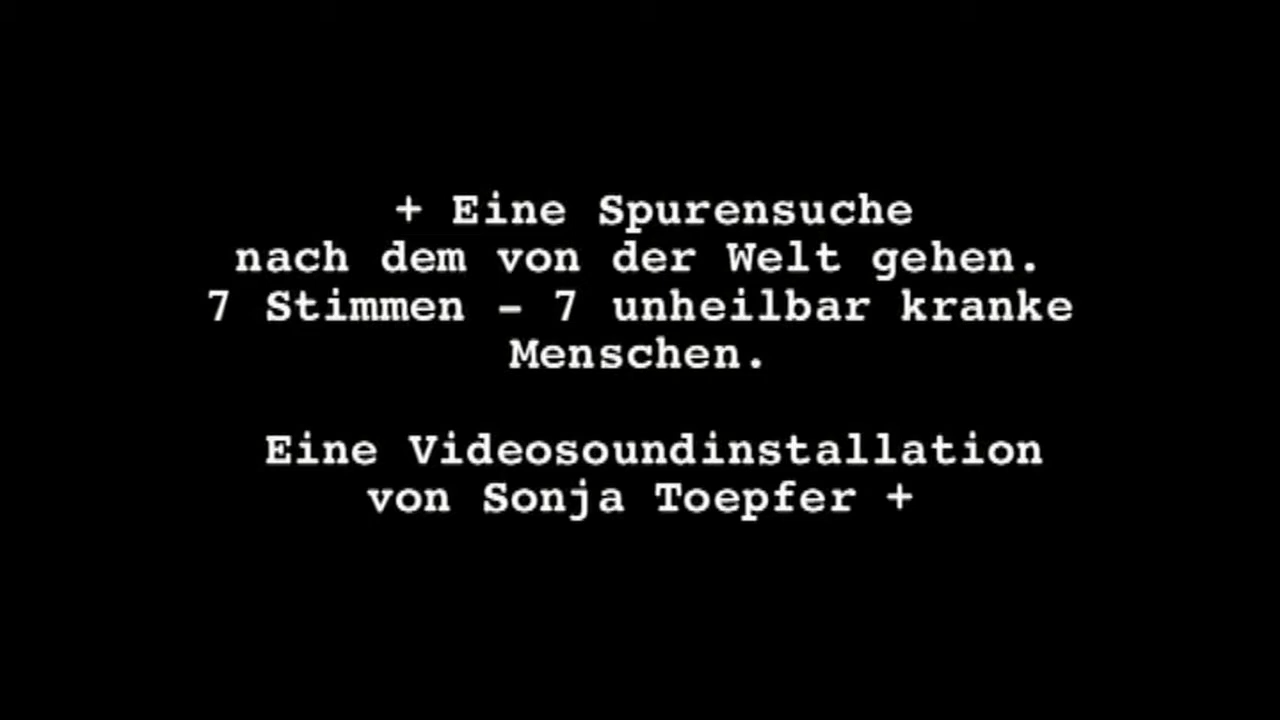 + Eine Spurensuche
nach dem von der Welt gehen.
7 Stimmen - 7 unheilbar kranke
Menschen.
Eine Videosoundinstallation
von Sonja Toepfer +